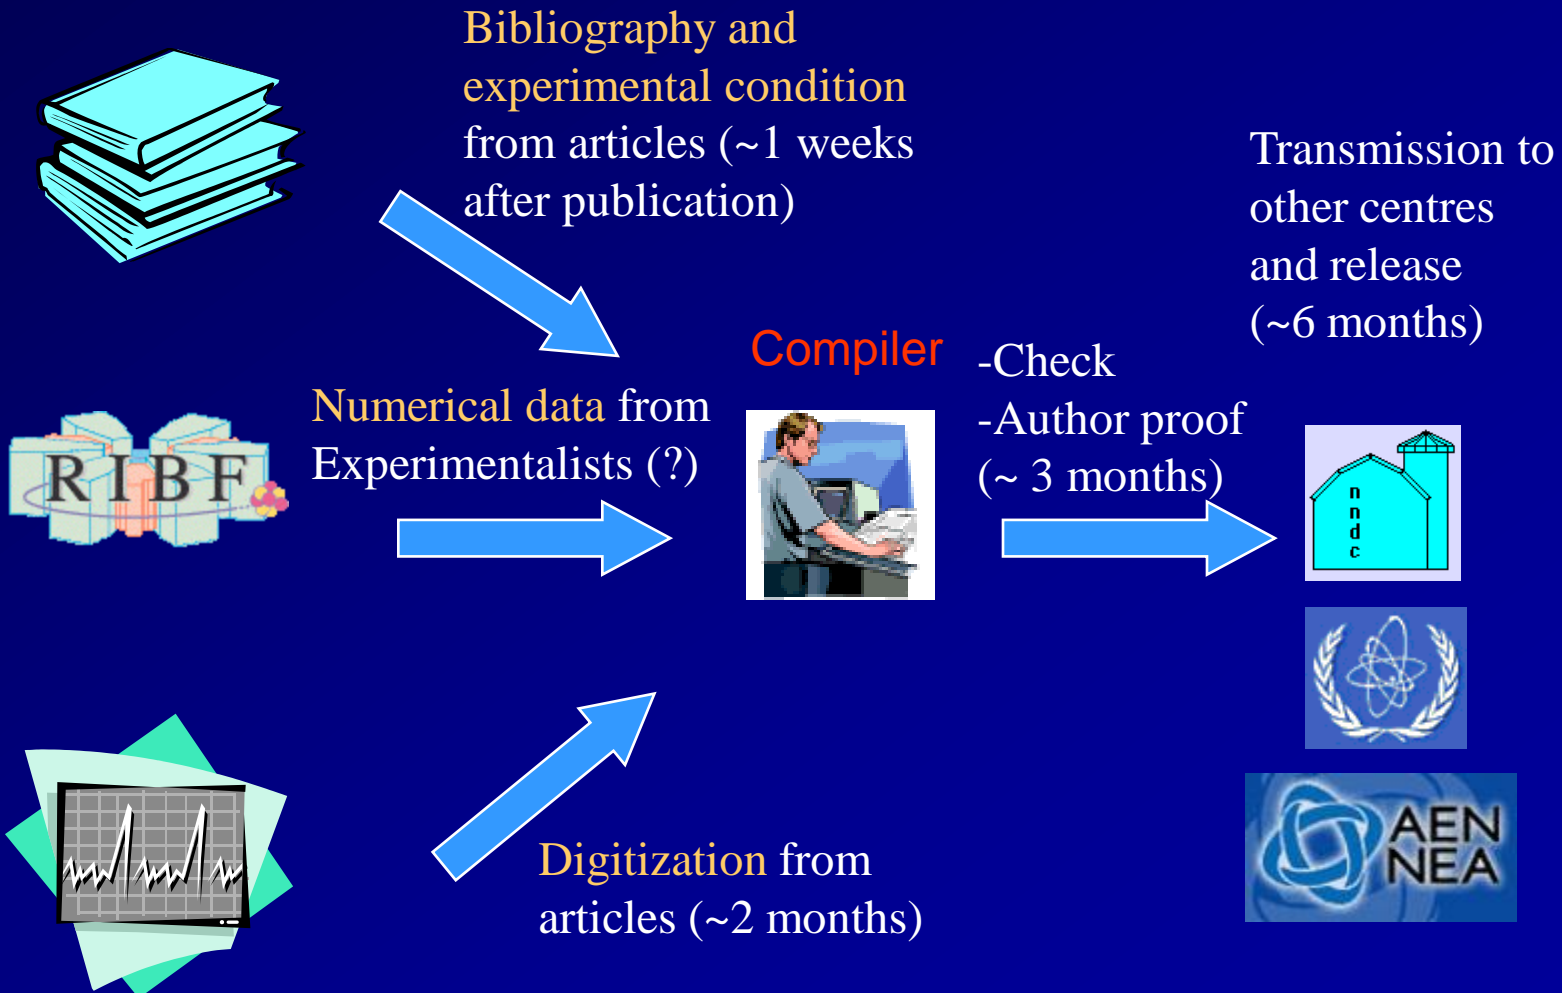 Bibliography and
experimental condition
from articles (~1 weeks
after publication)
Transmission to
other centres
and release
(~6 months)
Compiler
-Check
-Author proof
(~ 3 months)
Numerical data from
Experimentalists (?)
RIBF
n
n
d
c
Digitization from
articles (~2 months)
AEN
NEA